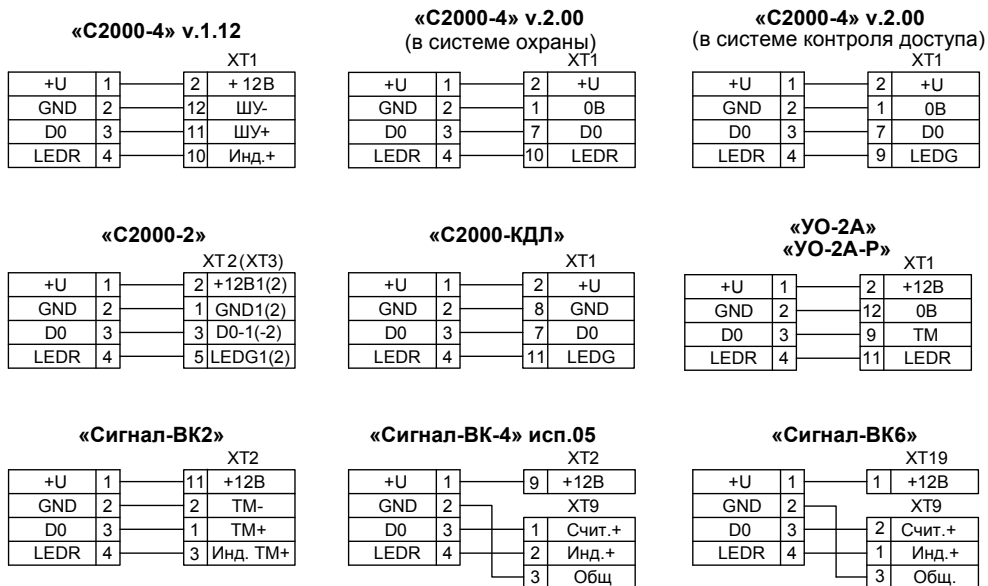 «С2000-4» v.1.12
XT1
+U 1 2 + 12В
GND 2 12 ШУ-
D0 3 11 ШУ+
LEDR 4 10 Инд.+
«С2000-4» v.2.00
(в системе охраны)
XT1
+U 1 2 +U
GND 2 1 0В
D0 3 7 D0
LEDR 4 10 LEDR
«С2000-4» v.2.00
(в системе контроля доступа)
XT1
+U 1 2 +U
GND 2 1 0В
D0 3 7 D0
LEDR 4 9 LEDG
«С2000-2»
XT2(XT3)
+U 1 2 +12В1(2)
GND 2 1 GND1(2)
D0 3 3 D0-1(-2)
LEDR 4 5 LEDG1(2)
«С2000-КДЛ»
XT1
+U 1 2 +U
GND 2 8 GND
D0 3 7 D0
LEDR 4 11 LEDG
«УО-2А»
«УО-2А-Р»
XT1
+U 1 2 +12В
GND 2 12 0В
D0 3 9 ТМ
LEDR 4 11 LEDR
«Сигнал-ВК2»
XT2
+U 1 11 +12В
GND 2 2 ТМ-
D0 3 1 ТМ+
LEDR 4 3 Инд. ТМ+
«Сигнал-ВК-4» исп.05
XT2
+U 1 9 +12В
GND 2 XT9
D0 3 1 Счит.+
LEDR 4 2 Инд.+
3 Общ
«Сигнал-ВК6»
XT19
+U 1 1 +12В
GND 2 XT9
D0 3 2 Счит.+
LEDR 4 1 Инд.+
3 Общ.